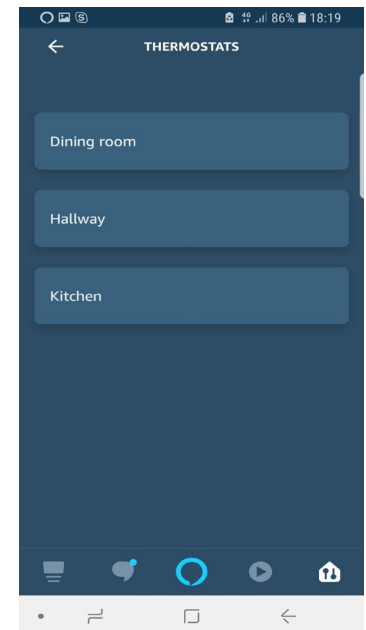 86% 18:19
THERMOSTATS
Dining room
Hallway
Kitchen